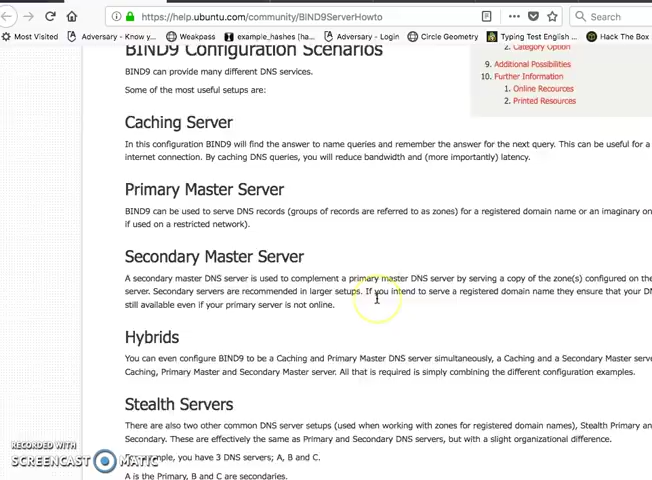 https://help.ubuntu.com/community/BIND9ServerHowto
Search
Most Visited
Adversary - Know y...
Weakpass
example_hashes [ha...
Adversary - Login
Circle Geometry
Typing Test English ...
Hack The Box
BIND9 Configuration Scenarios
2. Category Option
9. Additional Possibilities
10. Further Information
1. Online Recources
2. Printed Resources
BIND9 can provide many different DNS services.
Some of the most useful setups are:
Caching Server
In this configuration BIND9 will find the answer to name queries and remember the answer for the next query. This can be useful for a
internet connection. By caching DNS queries, you will reduce bandwidth and (more importantly) latency.
Primary Master Server
BIND9 can be used to serve DNS records (groups of records are referred to as zones) for a registered domain name or an imaginary on
if used on a restricted network).
Secondary Master Server
A secondary master DNS server is used to complement a primary master DNS server by serving a copy of the zone(s) configured on the
server. Secondary servers are recommended in larger setups. If you intend to serve a registered domain name they ensure that your DN
still available even if your primary server is not online.
Hybrids
You can even configure BIND9 to be a Caching and Primary Master DNS server simultaneously, a Caching and a Secondary Master serve
Caching, Primary Master and Secondary Master server. All that is required is simply combining the different configuration examples.
Stealth Servers
There are also two other common DNS server setups (used when working with zones for registered domain names), Stealth Primary an
Secondary. These are effectively the same as Primary and Secondary DNS servers, but with a slight organizational difference.
example, you have 3 DNS servers; A, B and C.
A is the Primary, B and C are secondaries.
RECORDED WITH
SCREENCAST MATIC